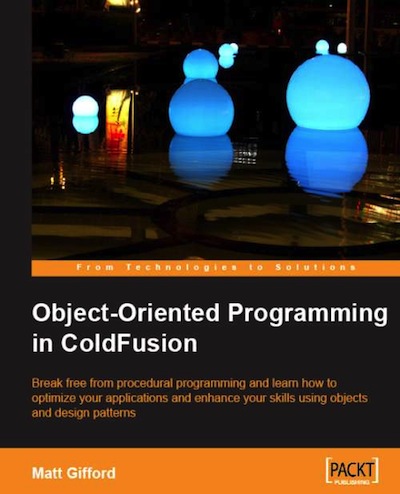 From Technologies to Solutions
Object-Oriented Programming
in ColdFusion
Break free from procedural programming and learn how to
optimize your applications and enhance your skills using objects
and design patterns
Matt Gifford
PACKT
PUBLISHING